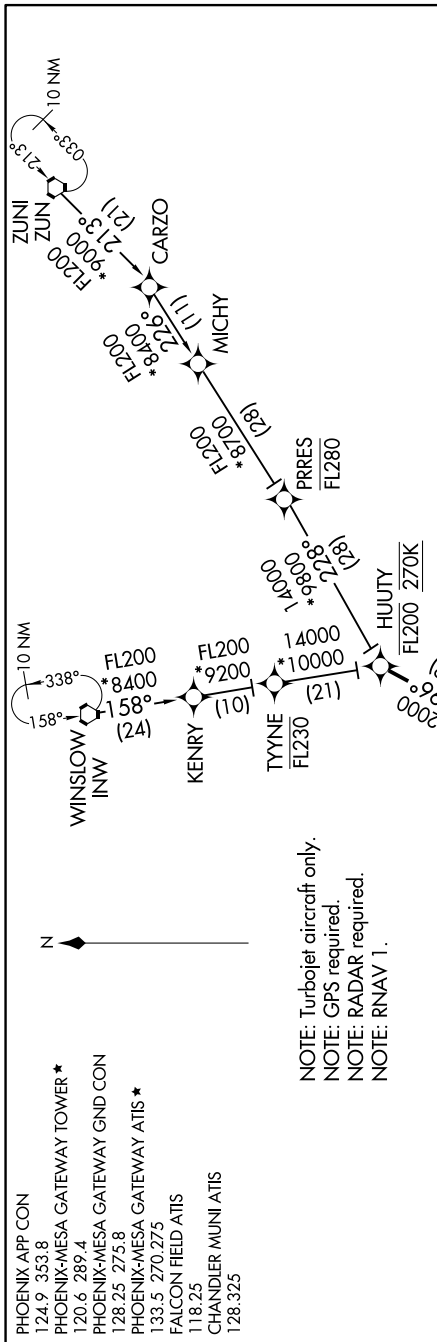 PHOENIX APP CON
124.9 353.8
PHOENIX-MESA GATEWAY TOWER★
120.6 289.4
PHOENIX-MESA GATEWAY GND CON
128.25 275.8
PHOENIX-MESA GATEWAY ATIS★
133.5 270.275
FALCON FIELD ATIS
118.25
CHANDLER MUNI ATIS
128.325
N
NOTE: Turbojet aircraft only.
NOTE: GPS required.
NOTE: RADAR required.
NOTE: RNAV 1.
10 NM
338°
158°
WINSLOW
INW
FL200
*8400
158°
(24)
KENRY
FL200
*9200
(10)
TYYNE
FL230
14000
*10000
(21)
HUUTY
FL200 270K
10 NM
213°
033°
ZUNI
ZUN
FL200
*9000
213°
(21)
CARZO
FL200
*8400
226°
(11)
MICHY
FL200
*8700
(28)
PRRES
FL280
14000
*9800
228°
(28)